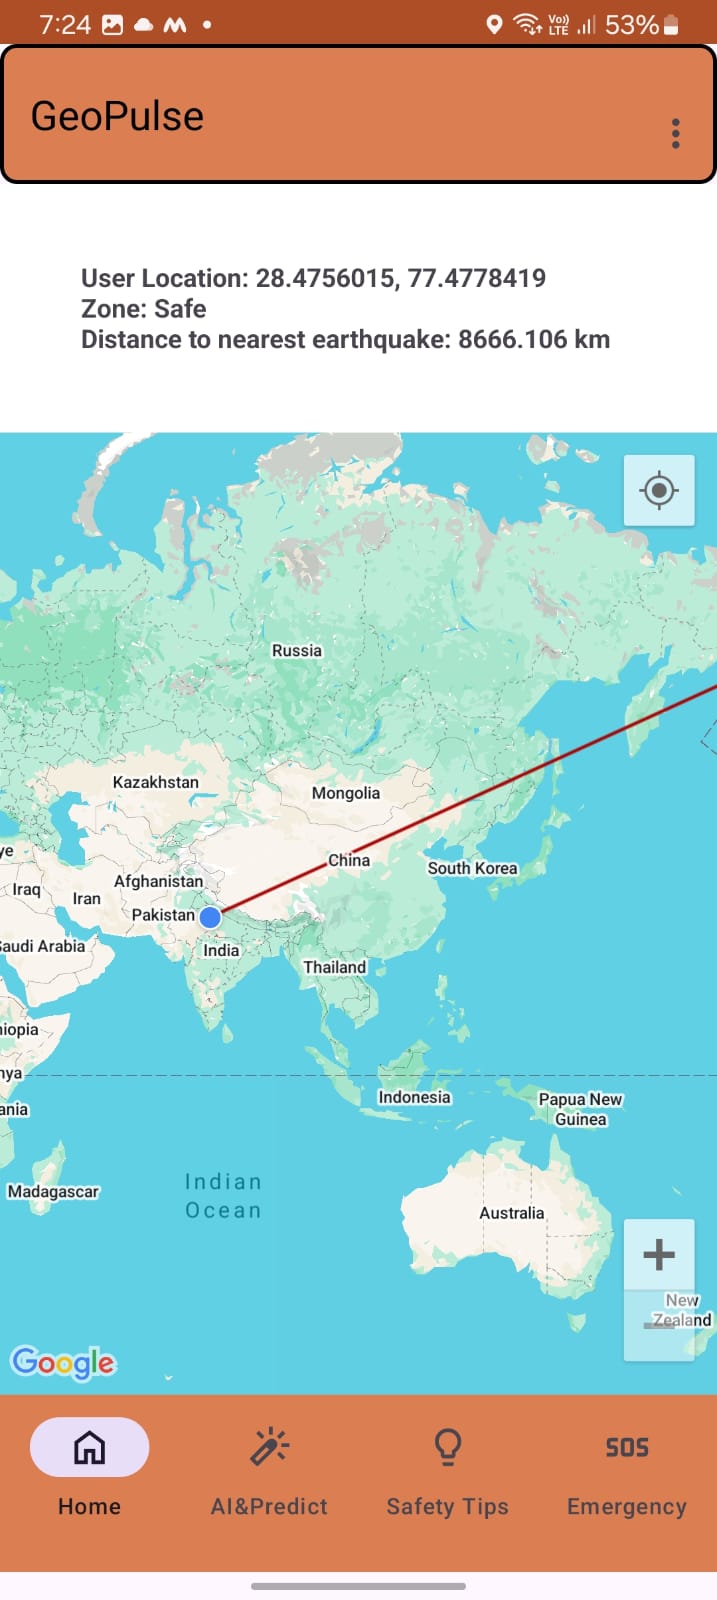 7:24
Vo))
LTE
53%
GeoPulse
User Location: 28.4756015, 77.4778419
Zone: Safe
Distance to nearest earthquake: 8666.106 km
Russia
Kazakhstan
Mongolia
ye
China
South Korea
Iraq
Iran
Afghanistan
Pakistan
India
Saudi Arabia
Thailand
hiopia
nya
ania
Indonesia
Papua New
Guinea
Madagascar
Indian
Ocean
Australia
New
Zealand
Google
Home
AI&Predict
Safety Tips
SOS
Emergency